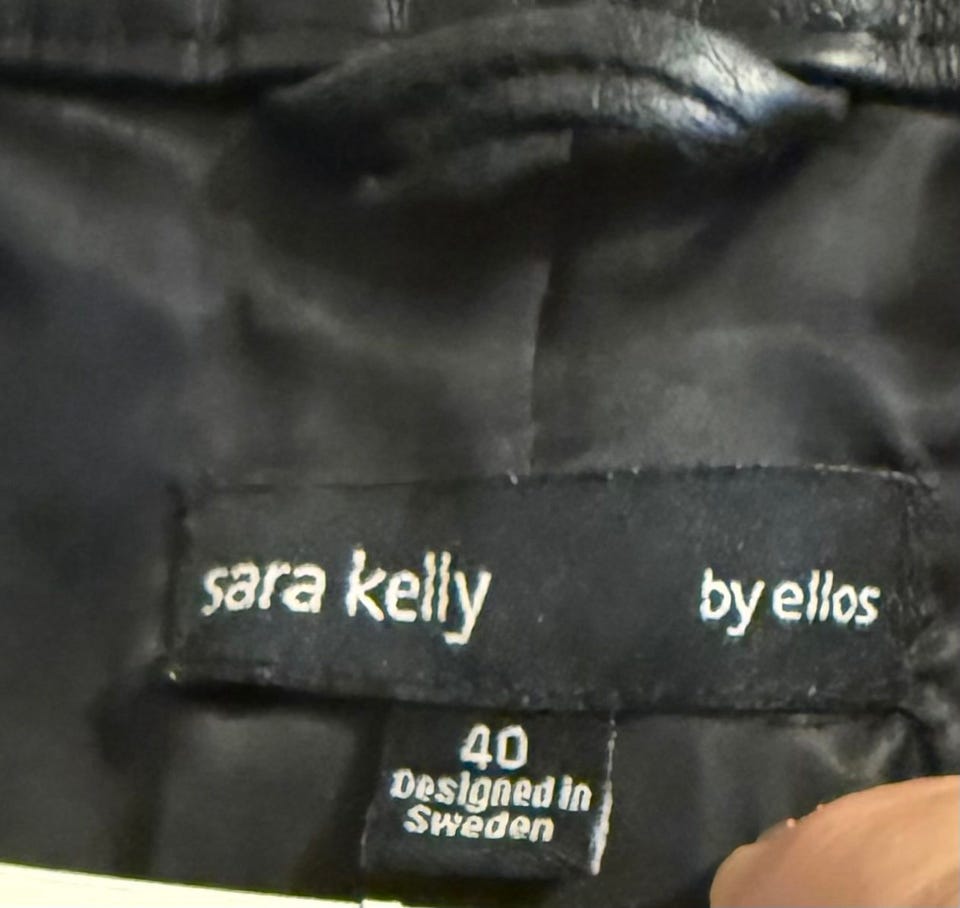 sara kelly by ellos
40
Designed in
Sweden